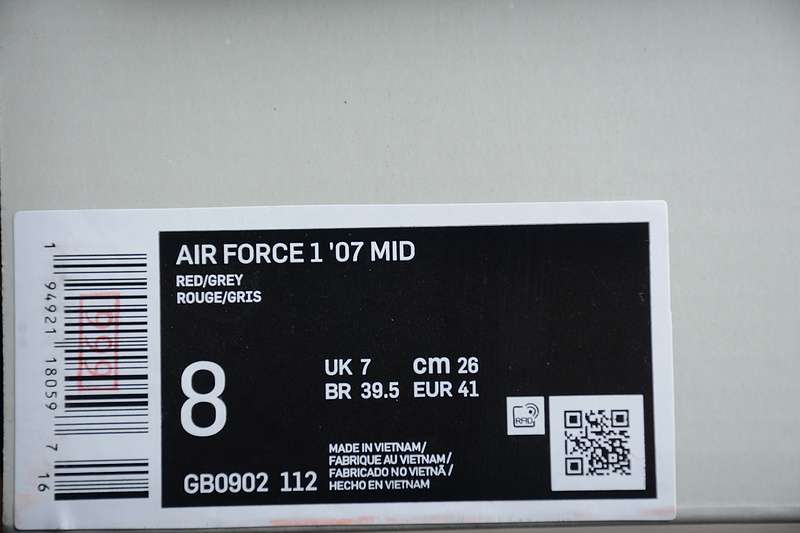 AIR FORCE 1 '07 MID
RED/GREY
ROUGE/GRIS
8
UK 7 cm 26
BR 39.5 EUR 41
MADE IN VIETNAM/
FABRIQUE AU VIETNAM/
FABRICADO NO VIETNÃ/
HECHO EN VIETNAM
GB0902 112
RFID
1 94921 18059 7 16
999